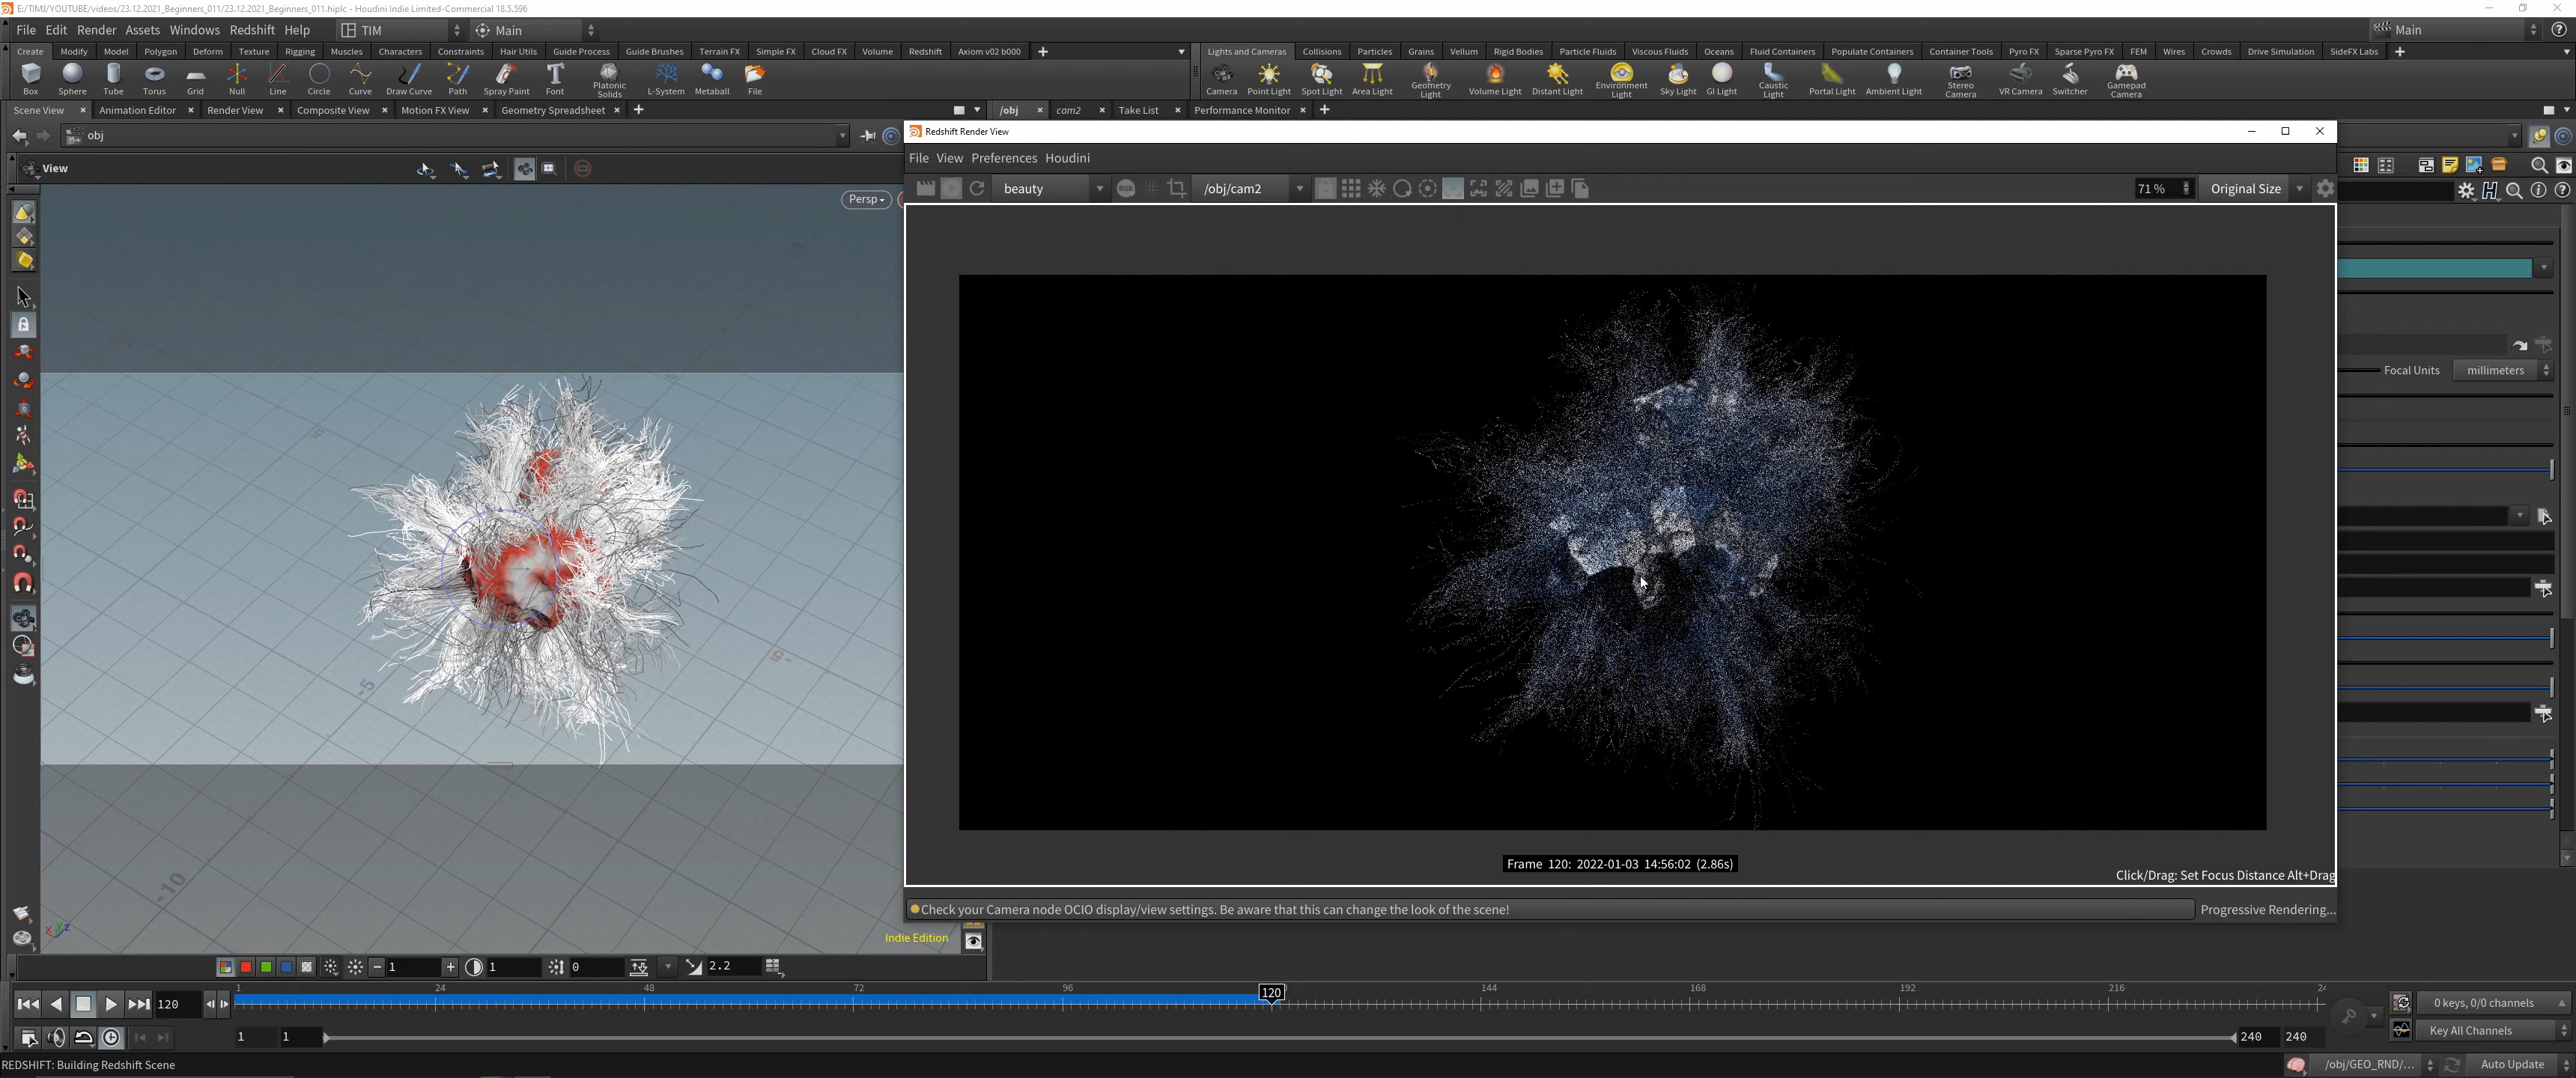 E:/TIMJ/YOUTUBE/videos/23.12.2021_Beginners_011/23.12.2021_Beginners_011.hiplc - Houdini Indie Limited-Commercial 18.5.596
File Edit Render Assets Windows Redshift Help TIM Main Main
Create Modify Model Polygon Deform Texture Rigging Muscles Characters Constraints Hair Utils Guide Process Guide Brushes Terrain FX Simple FX Cloud FX Volume Redshift Axiom v02 b000 Lights and Cameras Collisions Particles Grains Vellum Rigid Bodies Particle Fluids Viscous Fluids Oceans Fluid Containers Populate Containers Container Tools Pyro FX Sparse Pyro FX FEM Wires Crowds Drive Simulation SideFX Labs
Box Sphere Tube Torus Grid Null Line Circle Curve Draw Curve Path Spray Paint Font Platonic Solids L-System Metaball File Camera Point Light Spot Light Area Light Geometry Light Volume Light Distant Light Environment Light Sky Light GI Light Caustic Light Portal Light Ambient Light Stereo Camera VR Camera Switcher Gamepad Camera
Scene View Animation Editor Render View Composite View Motion FX View Geometry Spreadsheet /obj cam2 Take List Performance Monitor
obj
Redshift Render View
File View Preferences Houdini
View
beauty /obj/cam2 71 % Original Size
Persp
Focal Units millimeters
-5
-5
-10
Frame 120: 2022-01-03 14:56:02 (2.86s)
Click/Drag: Set Focus Distance Alt+Drag
Check your Camera node OCIO display/view settings. Be aware that this can change the look of the scene!
Progressive Rendering...
x y z
Indie Edition
1 1 0 2.2
120 1 24 48 72 96 120 144 168 192 216 24
0 keys, 0/0 channels
1 1 240 240
Key All Channels
REDSHIFT: Building Redshift Scene
/obj/GEO_RND/... Auto Update